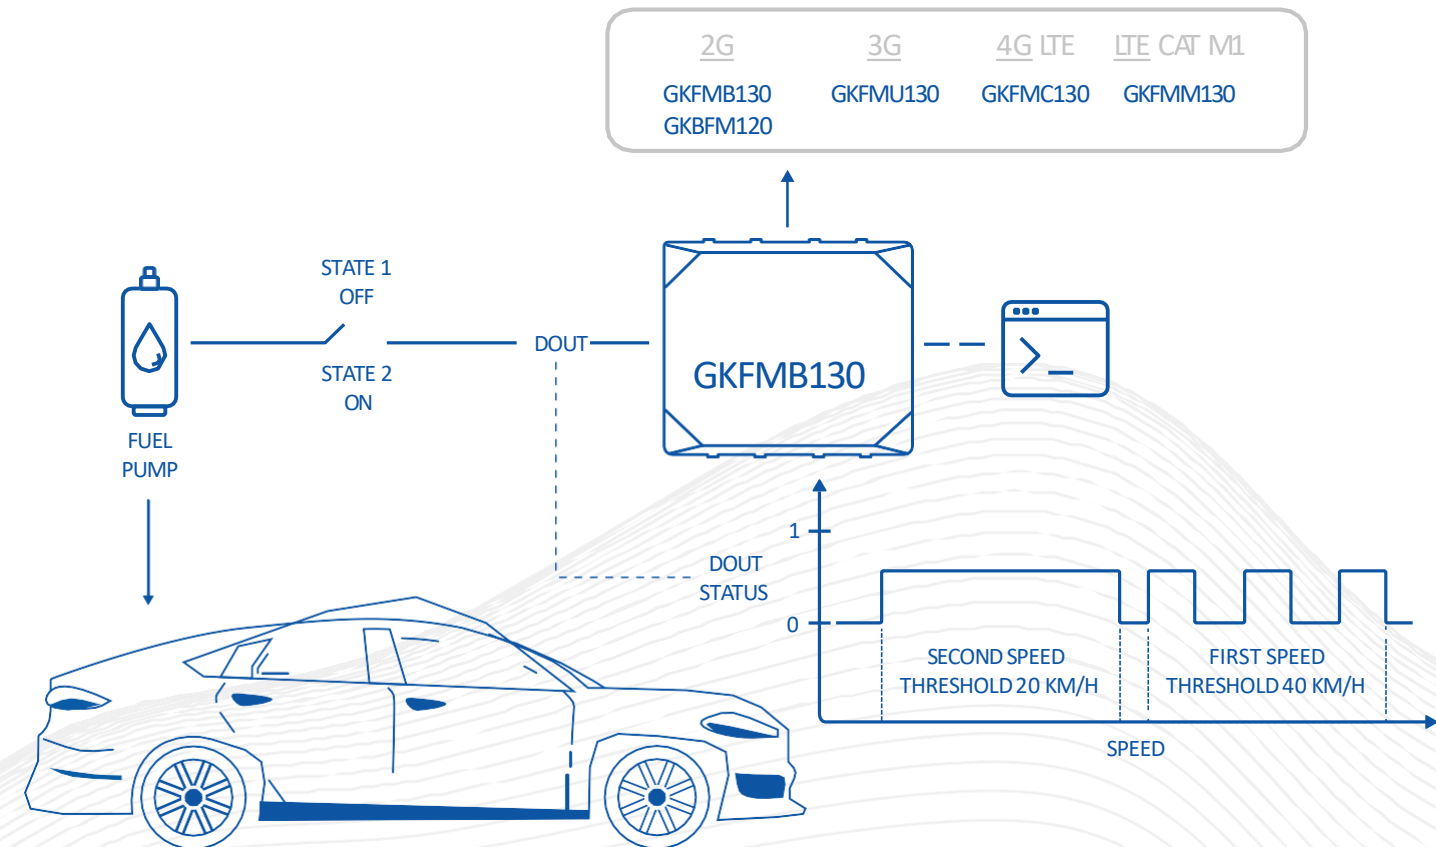 2G 3G 4G LTE LTE CAT M1
GKFMB130 GKFMU130 GKFMC130 GKFMM130
GKBFM120
STATE 1
OFF
DOUT
STATE 2
ON
GKFMB130
>_
FUEL
PUMP
1
DOUT
STATUS
0
SECOND SPEED
THRESHOLD 20 KM/H
FIRST SPEED
THRESHOLD 40 KM/H
SPEED